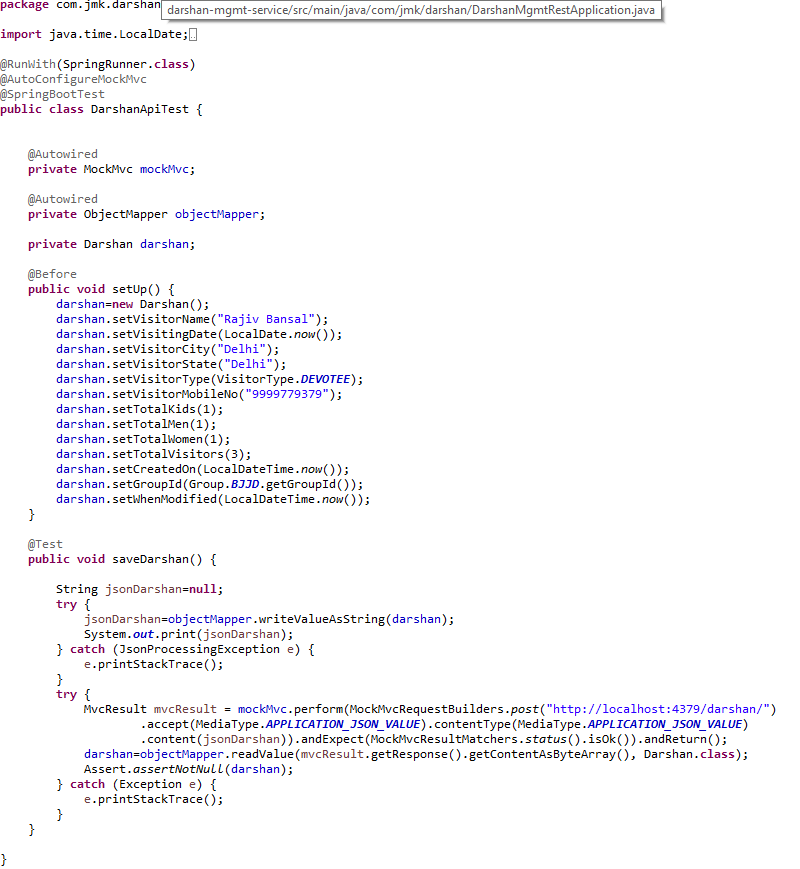 package com.jmk.darshan
darshan-mgmt-service/src/main/java/com/jmk/darshan/DarshanMgmtRestApplication.java
import java.time.LocalDate;
@RunWith(SpringRunner.class)
@AutoConfigureMockMvc
@SpringBootTest
public class DarshanApiTest {
@Autowired
private MockMvc mockMvc;
@Autowired
private ObjectMapper objectMapper;
private Darshan darshan;
@Before
public void setUp() {
darshan=new Darshan();
darshan.setVisitorName("Rajiv Bansal");
darshan.setVisitingDate(LocalDate.now());
darshan.setVisitorCity("Delhi");
darshan.setVisitorState("Delhi");
darshan.setVisitorType(VisitorType.DEVOTEE);
darshan.setVisitorMobileNo("9999779379");
darshan.setTotalKids(1);
darshan.setTotalMen(1);
darshan.setTotalWomen(1);
darshan.setTotalVisitors(3);
darshan.setCreatedOn(LocalDateTime.now());
darshan.setGroupId(Group.BJJD.getGroupId());
darshan.setWhenModified(LocalDateTime.now());
}
@Test
public void saveDarshan() {
String jsonDarshan=null;
try {
jsonDarshan=objectMapper.writeValueAsString(darshan);
System.out.print(jsonDarshan);
} catch (JsonProcessingException e) {
e.printStackTrace();
}
try {
MvcResult mvcResult = mockMvc.perform(MockMvcRequestBuilders.post("http://localhost:4379/darshan/")
.accept(MediaType.APPLICATION_JSON_VALUE).contentType(MediaType.APPLICATION_JSON_VALUE)
.content(jsonDarshan)).andExpect(MockMvcResultMatchers.status().isOk()).andReturn();
darshan=objectMapper.readValue(mvcResult.getResponse().getContentAsByteArray(), Darshan.class);
Assert.assertNotNull(darshan);
} catch (Exception e) {
e.printStackTrace();
}
}
}